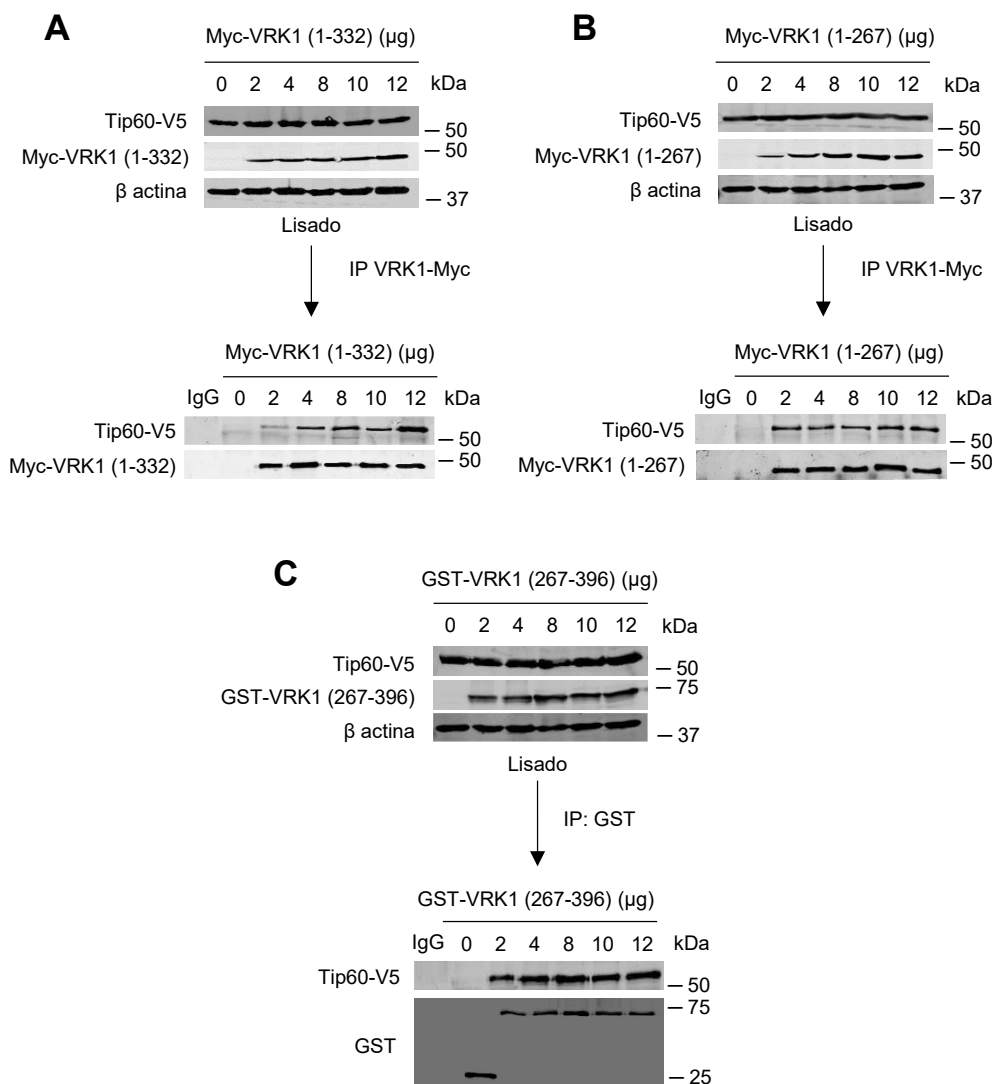 A
Myc-VRK1 (1-332) (µg)
0 2 4 8 10 12 kDa
Tip60-V5
50
Myc-VRK1 (1-332)
50
β actina
37
Lisado
IP VRK1-Myc
Myc-VRK1 (1-332) (µg)
IgG 0 2 4 8 10 12 kDa
Tip60-V5
50
Myc-VRK1 (1-332)
50
B
Myc-VRK1 (1-267) (µg)
0 2 4 8 10 12 kDa
Tip60-V5
50
Myc-VRK1 (1-267)
50
β actina
37
Lisado
IP VRK1-Myc
Myc-VRK1 (1-267) (µg)
IgG 0 2 4 8 10 12 kDa
Tip60-V5
50
Myc-VRK1 (1-267)
50
C
GST-VRK1 (267-396) (µg)
0 2 4 8 10 12 kDa
Tip60-V5
50
GST-VRK1 (267-396)
75
β actina
37
Lisado
IP: GST
GST-VRK1 (267-396) (µg)
IgG 0 2 4 8 10 12 kDa
Tip60-V5
50
75
GST
25